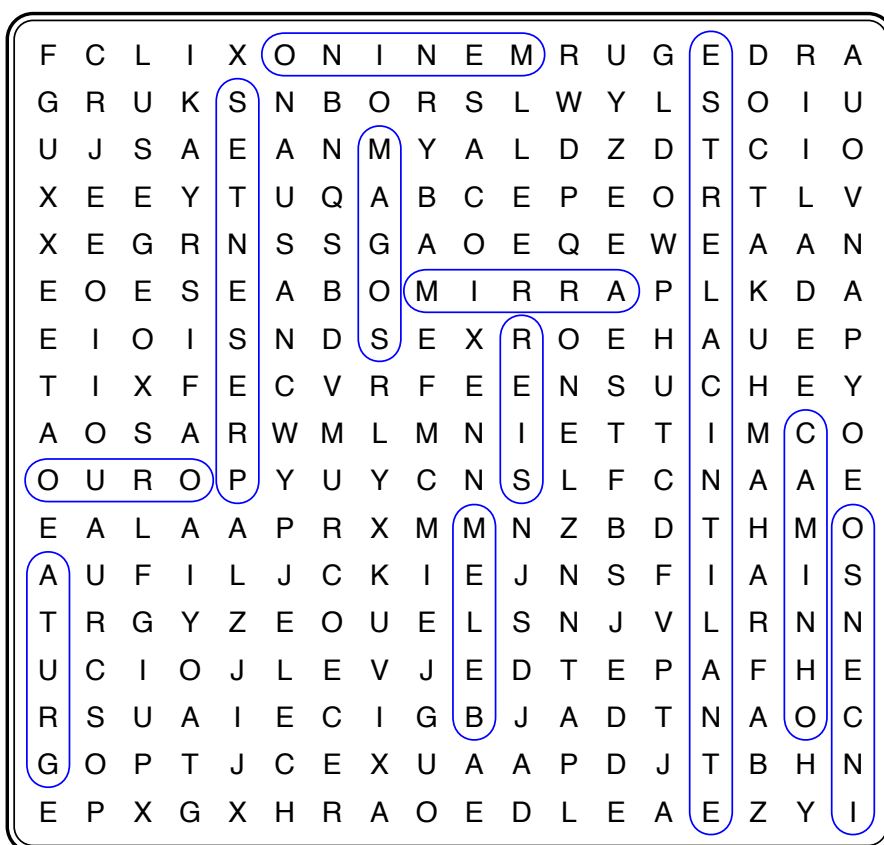 F C L I X O N I N E M R U G E D R A
G R U K S N B O R S L W Y L S O I U
U J S A E A N M Y A L D Z D T C I O
X E E Y T U Q A B C E P E O R T L V
X E G R N S S G A O E Q E W E A A N
E O E S E A B O M I R R A P L K D A
E I O I S N D S E X R O E H A U E P
T I X F E C V R F E E N S U C H E Y
A O S A R W M L M N I E T T I M C O
O U R O P Y U Y C N S L F C N A A E
E A L A A P R X M M N Z B D T H M O
A U F I L J C K I E J N S F I A I S
T R G Y Z E O U E L S N J V L R N N
U C I O J L E V J E D T E P A F H E
R S U A I E C I G B J A D T N A O C
G O P T J C E X U A A P D J T B H N
E P X G X H R A O E D L E A E Z Y I